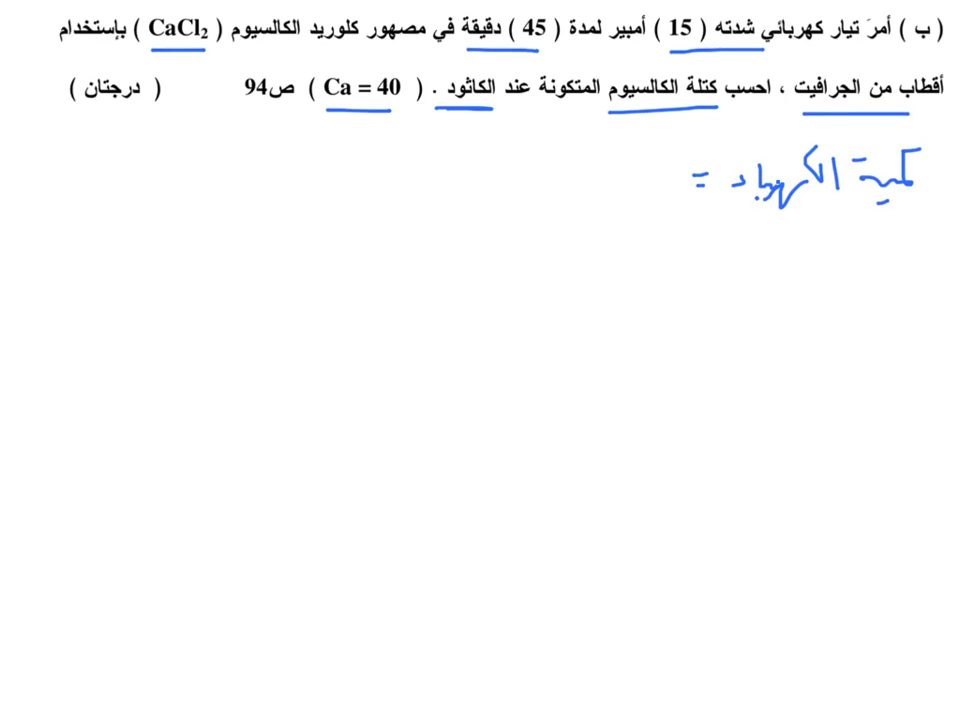 ( ب ) أمرَ تيار كهربائي شدته ( 15 ) أمبير لمدة ( 45 ) دقيقة في مصهور كلوريد الكالسيوم ( CaCl₂ ) بإستخدام
أقطاب من الجرافيت ، احسب كتلة الكالسيوم المتكونة عند الكاثود . ( Ca = 40 ) ص94 ( درجتان )
كمية الكهرباء =